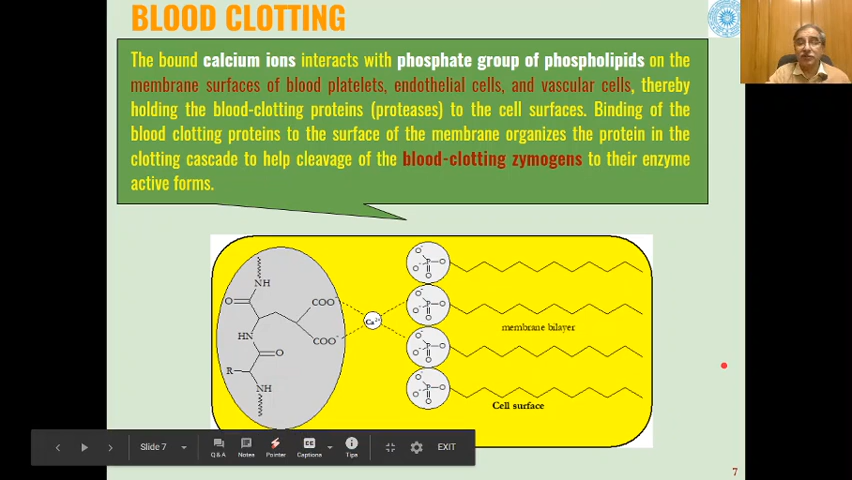 BLOOD CLOTTING
The bound calcium ions interacts with phosphate group of phospholipids on the
membrane surfaces of blood platelets, endothelial cells, and vascular cells, thereby
holding the blood-clotting proteins (proteases) to the cell surfaces. Binding of the
blood clotting proteins to the surface of the membrane organizes the protein in the
clotting cascade to help cleavage of the blood-clotting zymogens to their enzyme
active forms.
NH
O
COO-
HN
COO-
O
R
NH
Ca2+
O- P O
O- O
O- P O
O- O
O- P O
O- O
O- P O
O- O
membrane bilayer
Cell surface
Slide 7
Q&A
Notes
Pointer
Captions
Tips
EXIT
7